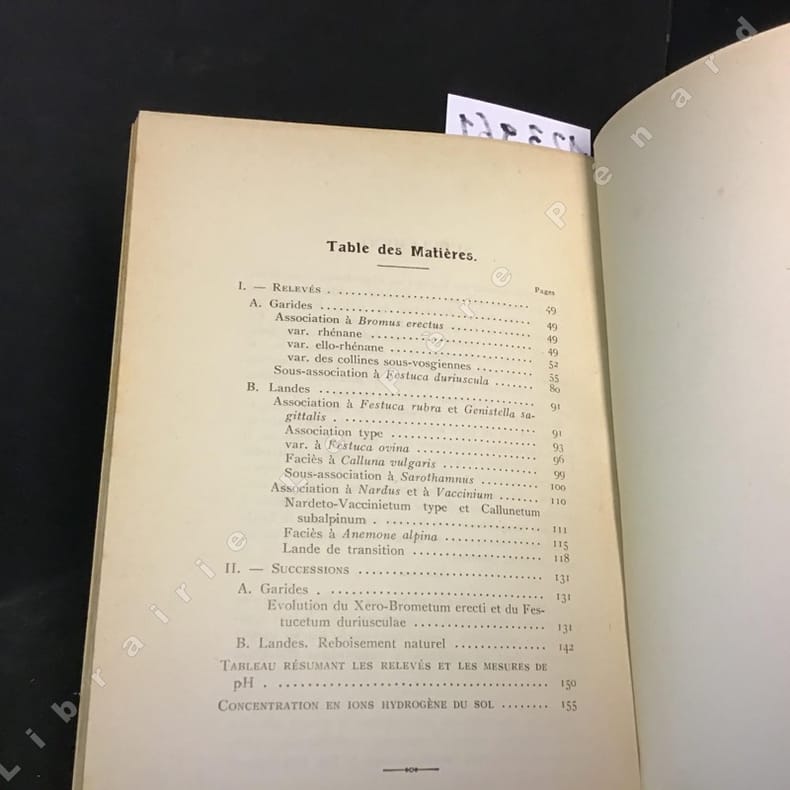 Table des Matières.
Pages
I. — RELEVÉS . . . . . . . . . . . . . . . . . . . . 49
A. Garides . . . . . . . . . . . . . . . . . . . . 49
Association à Bromus erectus . . . . . . . . . . 49
var. rhénane . . . . . . . . . . . . . . . . . . 49
var. ello-rhénane . . . . . . . . . . . . . . . . 52
var. des collines sous-vosgiennes . . . . . . . . 55
Sous-association à Festuca duriuscula . . . . . . . 80
B. Landes . . . . . . . . . . . . . . . . . . . . 91
Association à Festuca rubra et Genistella sa-
gittalis . . . . . . . . . . . . . . . . . . . . 91
Association type . . . . . . . . . . . . . . . . 93
var. à Festuca ovina . . . . . . . . . . . . . . 96
Faciès à Calluna vulgaris . . . . . . . . . . . . 99
Sous-association à Sarothamnus . . . . . . . . . 100
Association à Nardus et à Vaccinium . . . . . . . 110
Nardeto-Vaccinietum type et Callunetum
subalpinum . . . . . . . . . . . . . . . . . . . 111
Faciès à Anemone alpina . . . . . . . . . . . . . 115
Lande de transition . . . . . . . . . . . . . . . 118
II. — SUCCESSIONS . . . . . . . . . . . . . . . . . 131
A. Garides . . . . . . . . . . . . . . . . . . . . 131
Evolution du Xero-Brometum erecti et du Fes-
tucetum duriusculae . . . . . . . . . . . . . . . 131
B. Landes. Reboisement naturel . . . . . . . . . . 142
TABLEAU RÉSUMANT LES RELEVÉS ET LES MESURES DE
pH . . . . . . . . . . . . . . . . . . . . . . . 150
CONCENTRATION EN IONS HYDROGÈNE DU SOL . . . . . . 155
Librairie Le Père Pénard